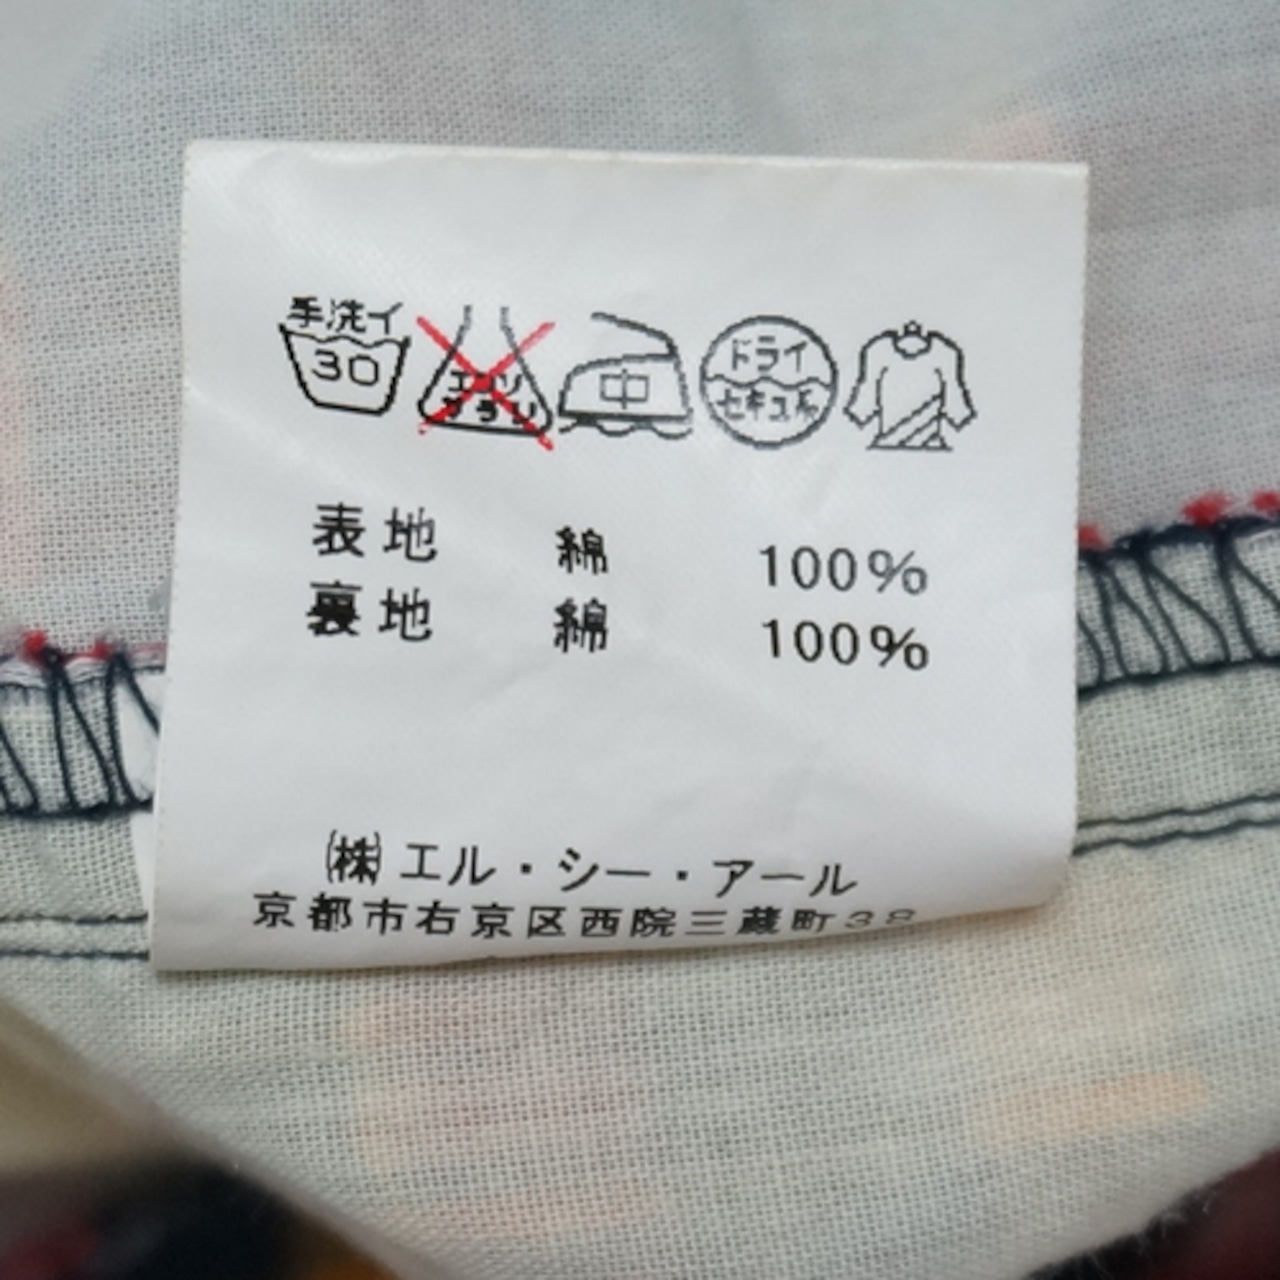 手洗イ
30
エンソ
サラシ
中
ドライ
セキユ系
表地 綿 100%
裏地 綿 100%
㈱エル・シー・アール
京都市右京区西院三蔵町38